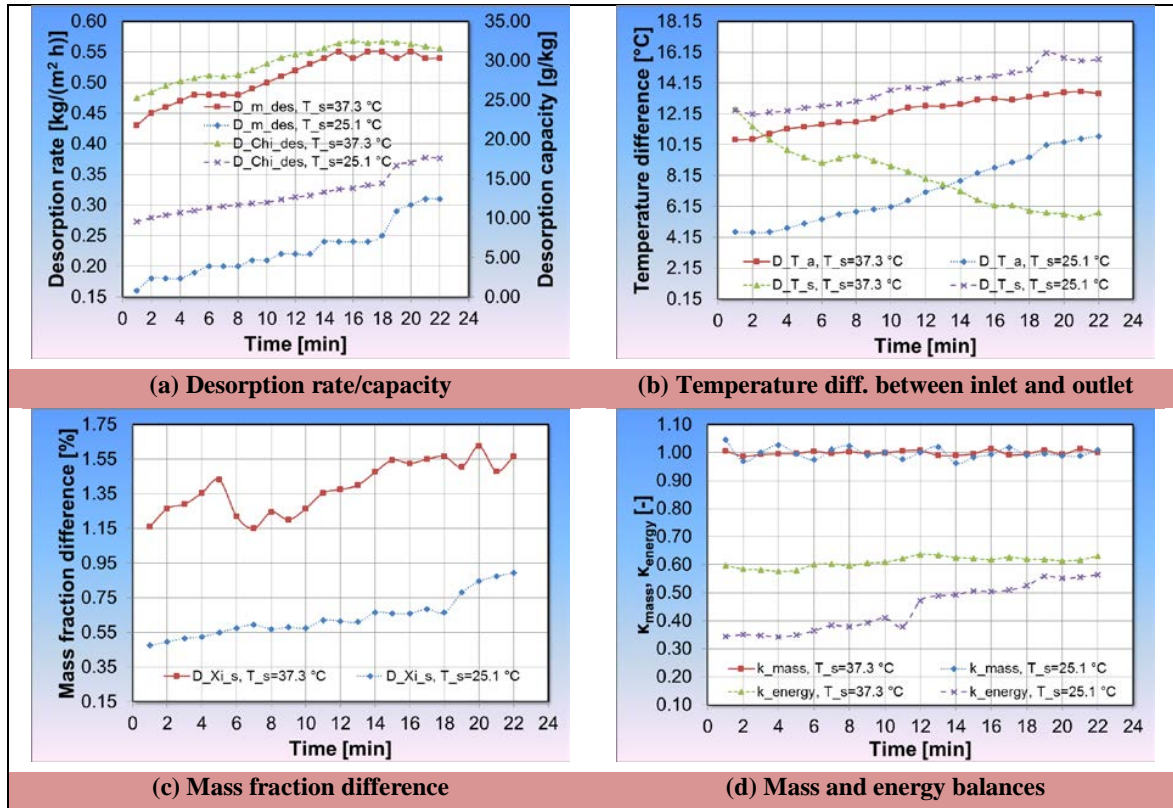 0.60
0.55
0.50
0.45
0.40
0.35
0.30
0.25
0.20
0.15
Desorption rate [kg/(m² h)]
35.00
30.00
25.00
20.00
15.00
10.00
5.00
0.00
Desorption capacity [g/kg]
D_m_des, T_s=37.3 °C
D_m_des, T_s=25.1 °C
D_Chi_des, T_s=37.3 °C
D_Chi_des, T_s=25.1 °C
0 2 4 6 8 10 12 14 16 18 20 22 24
Time [min]
(a) Desorption rate/capacity
18.15
16.15
14.15
12.15
10.15
8.15
6.15
4.15
2.15
0.15
Temperature difference [°C]
D_T_a, T_s=37.3 °C
D_T_a, T_s=25.1 °C
D_T_s, T_s=37.3 °C
D_T_s, T_s=25.1 °C
0 2 4 6 8 10 12 14 16 18 20 22 24
Time [min]
(b) Temperature diff. between inlet and outlet
1.75
1.55
1.35
1.15
0.95
0.75
0.55
0.35
0.15
Mass fraction difference [%]
D_Xi_s, T_s=37.3 °C
D_Xi_s, T_s=25.1 °C
0 2 4 6 8 10 12 14 16 18 20 22 24
Time [min]
(c) Mass fraction difference
1.10
1.00
0.90
0.80
0.70
0.60
0.50
0.40
0.30
0.20
0.10
κmass, κenergy [-]
k_mass, T_s=37.3 °C
k_mass, T_s=25.1 °C
k_energy, T_s=37.3 °C
k_energy, T_s=25.1 °C
0 2 4 6 8 10 12 14 16 18 20 22 24
Time [min]
(d) Mass and energy balances